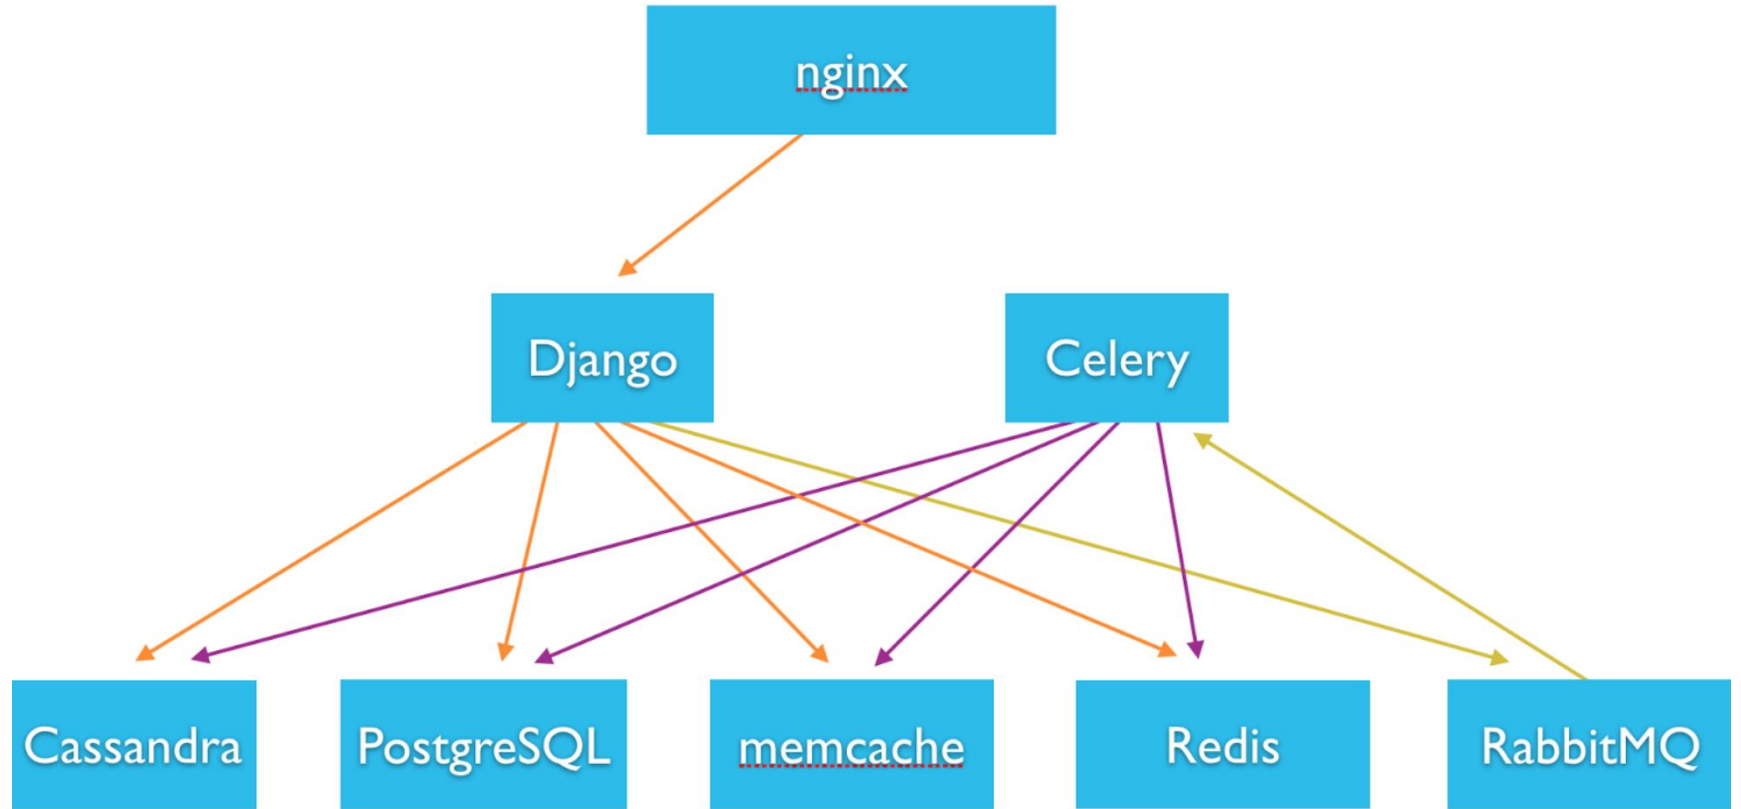 nginx
Django
Celery
Cassandra
PostgreSQL
memcache
Redis
RabbitMQ